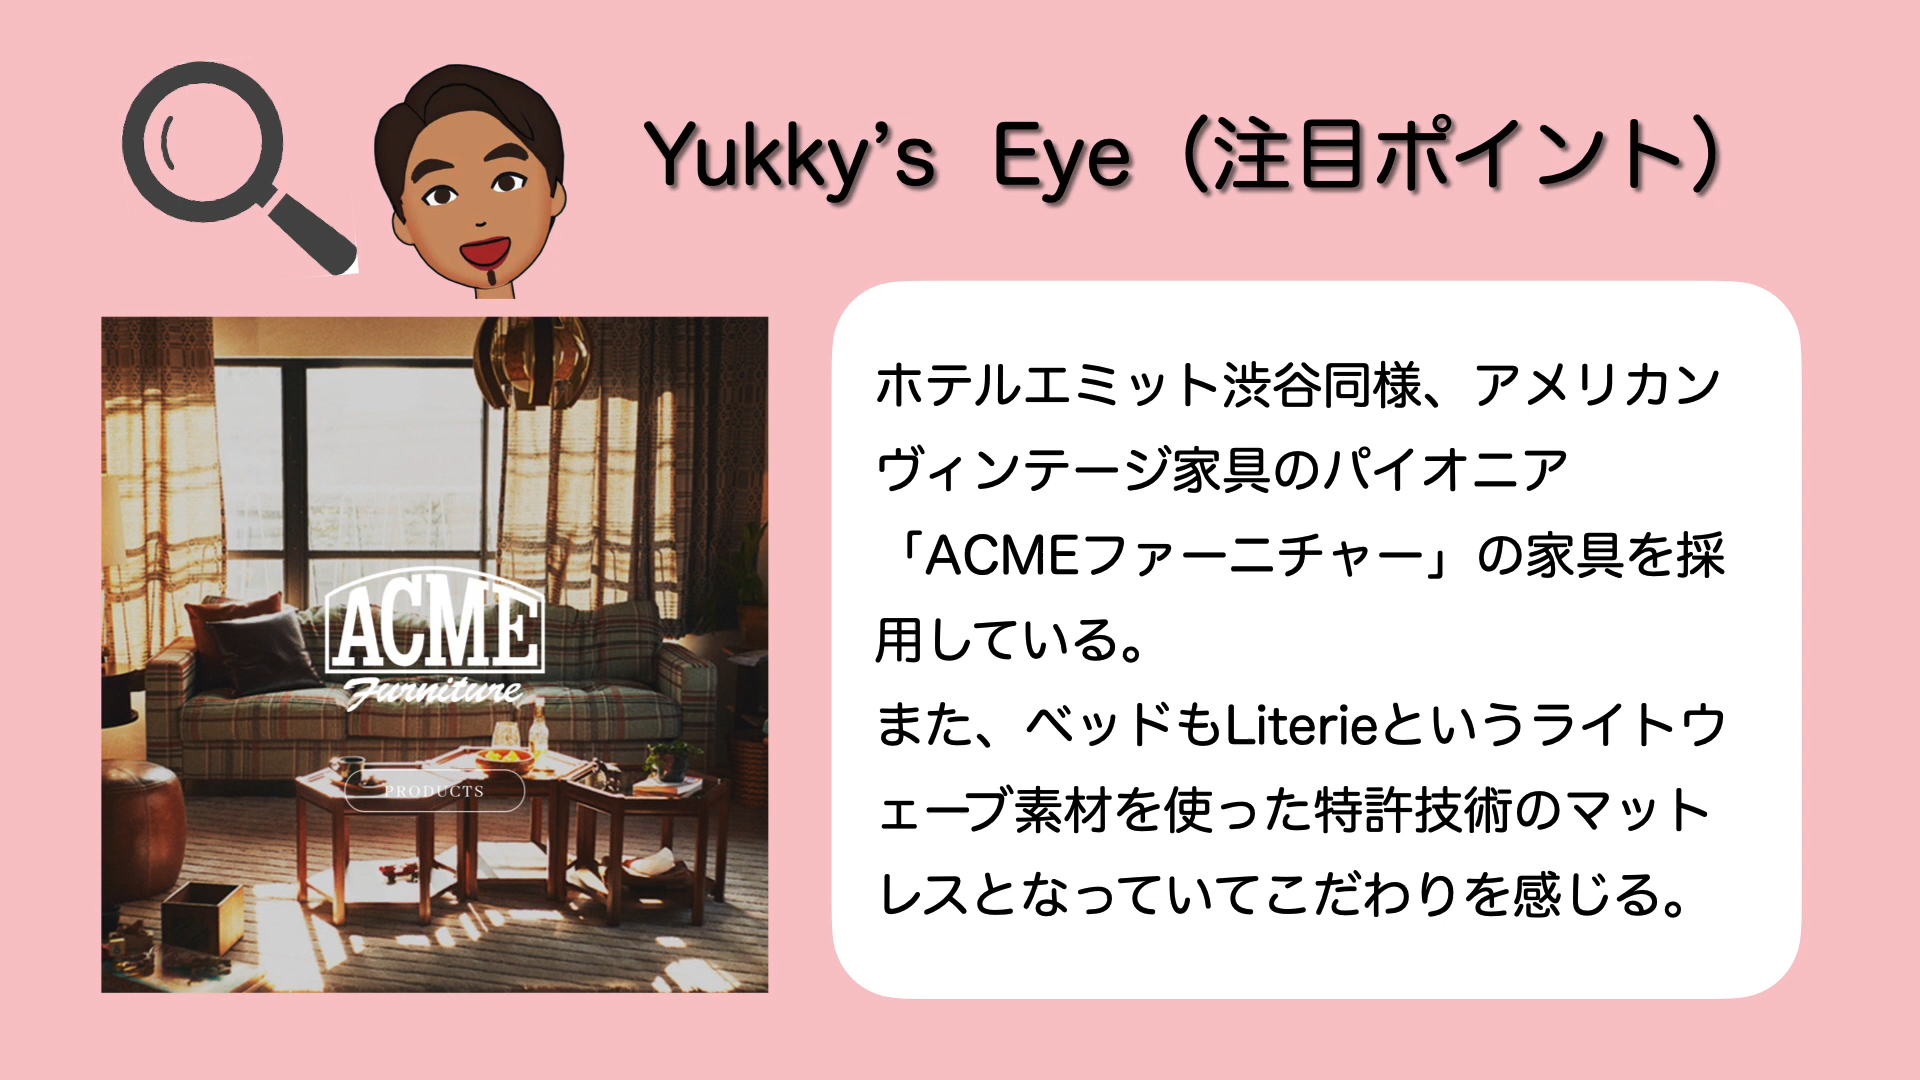 Yukky’s Eye（注目ポイント）
ホテルエミット渋谷同様、アメリカン
ヴィンテージ家具のパイオニア
「ACMEファーニチャー」の家具を採
用している。
また、ベッドもLiterieというライトウ
ェーブ素材を使った特許技術のマット
レスとなっていてこだわりを感じる。
ACME
Furniture
PRODUCTS